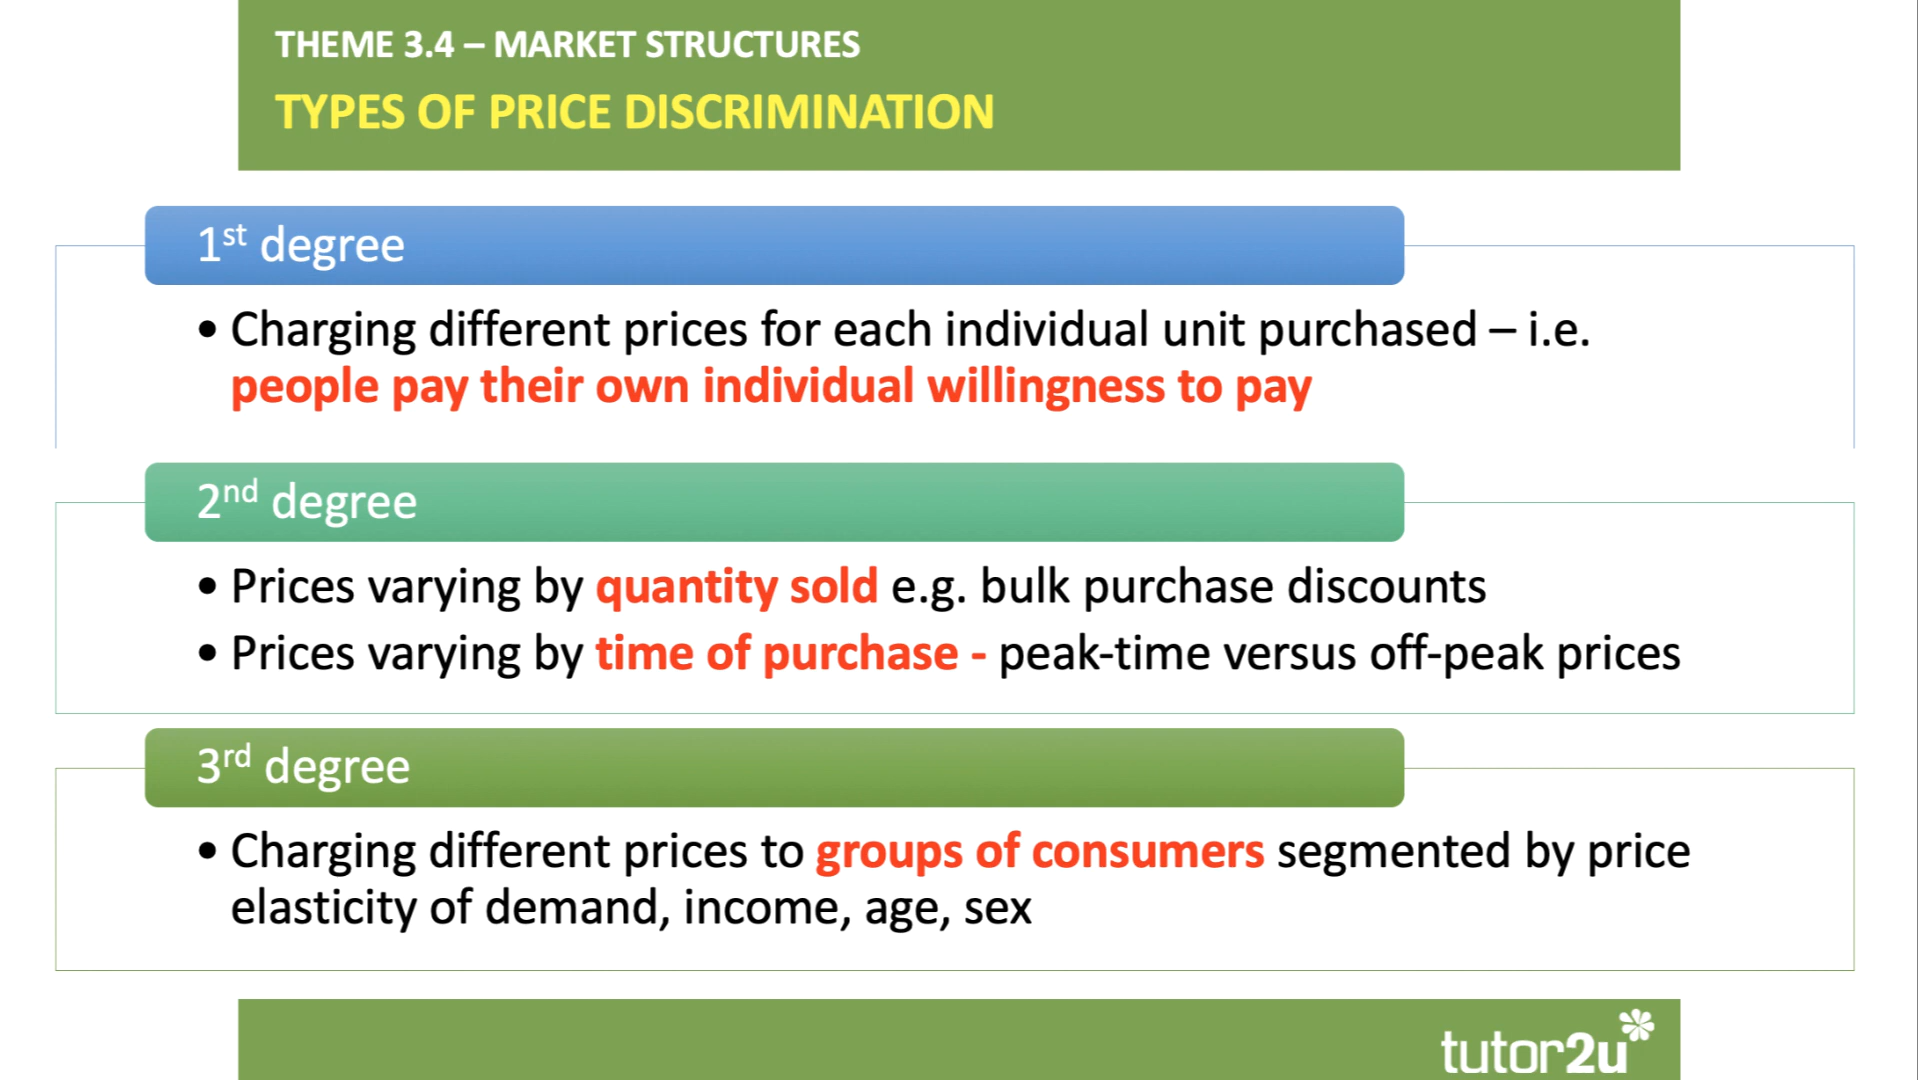 THEME 3.4 – MARKET STRUCTURES
TYPES OF PRICE DISCRIMINATION
1st degree
• Charging different prices for each individual unit purchased – i.e.
people pay their own individual willingness to pay
2nd degree
• Prices varying by quantity sold e.g. bulk purchase discounts
• Prices varying by time of purchase - peak-time versus off-peak prices
3rd degree
• Charging different prices to groups of consumers segmented by price
elasticity of demand, income, age, sex
tutor2u